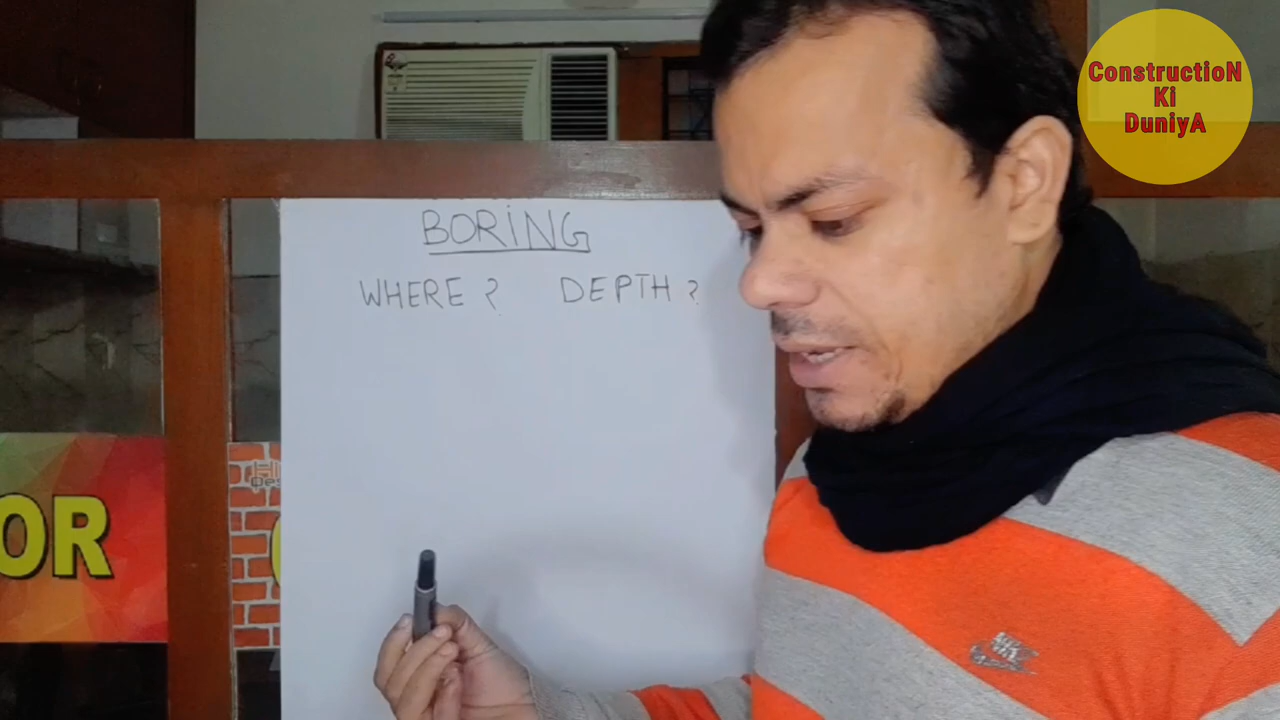 ConstructioN
Ki
DuniyA
BORING
WHERE ? DEPTH ?
OR